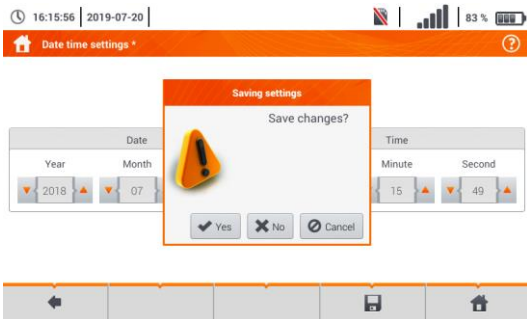 16:15:56 2019-07-20 83 %
Date time settings *
Saving settings
Save changes?
Date Time
Year Month Minute Second
2018 07 15 49
Yes No Cancel